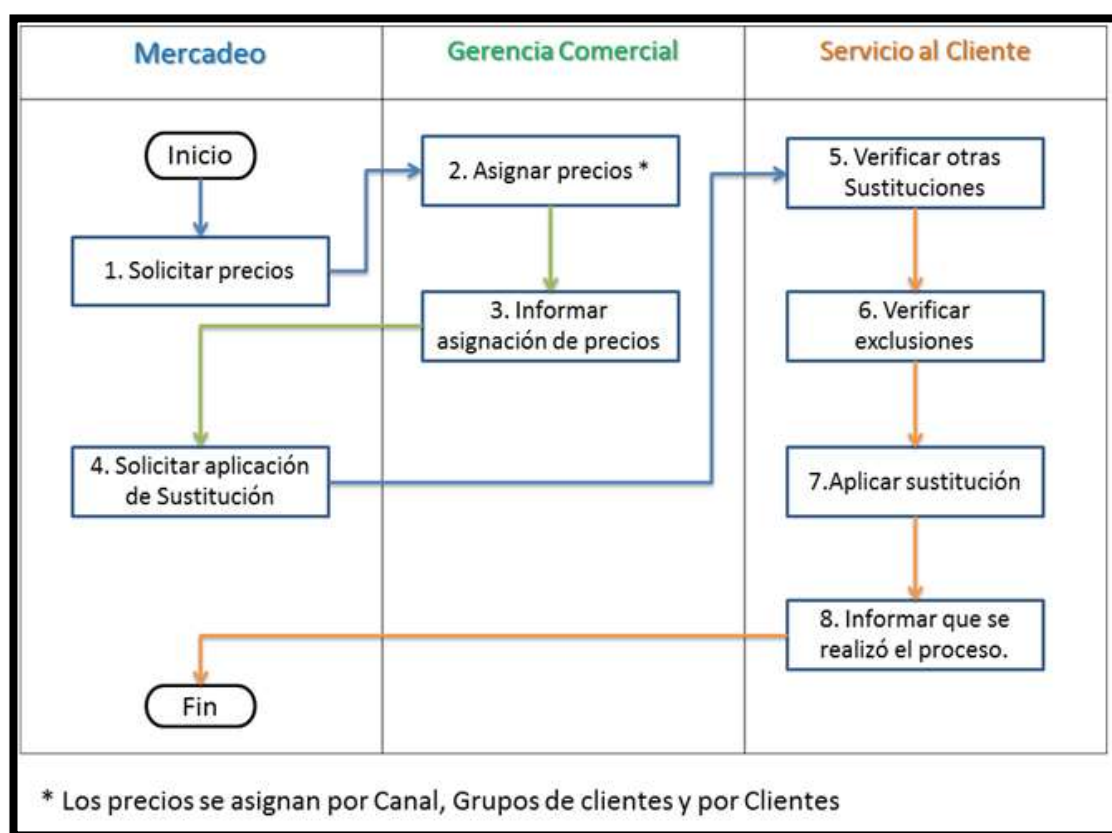 Mercadeo
Gerencia Comercial
Servicio al Cliente
Inicio
1. Solicitar precios
2. Asignar precios *
3. Informar
asignación de precios
4. Solicitar aplicación
de Sustitución
5. Verificar otras
Sustituciones
6. Verificar
exclusiones
7.Aplicar sustitución
8. Informar que se
realizó el proceso.
Fin
* Los precios se asignan por Canal, Grupos de clientes y por Clientes